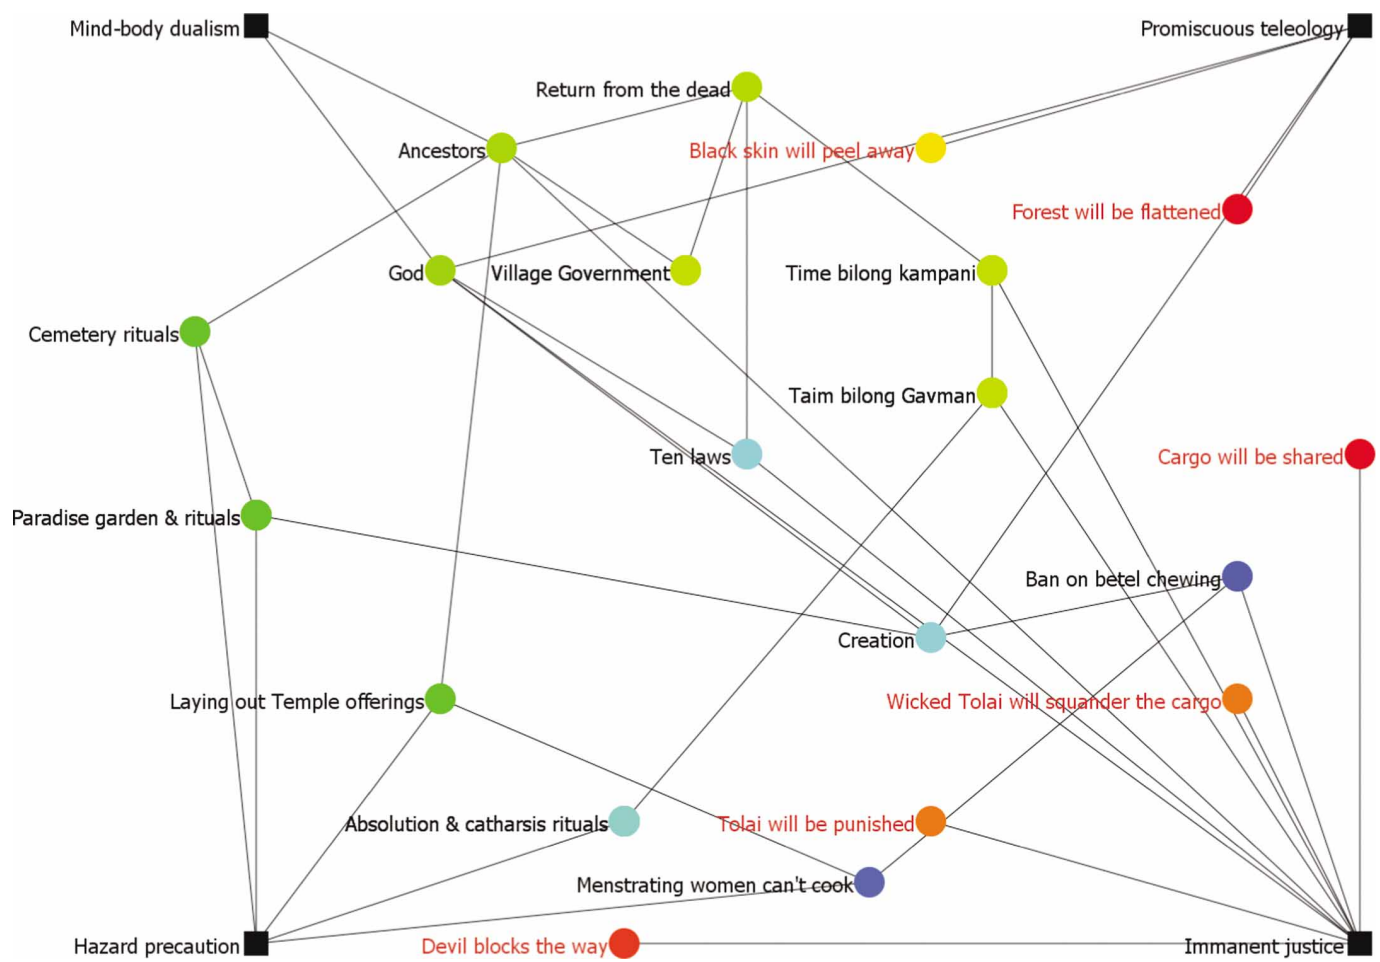 Mind-body dualism
Promiscuous teleology
Return from the dead
Ancestors
Black skin will peel away
Forest will be flattened
God
Village Government
Time bilong kampani
Cemetery rituals
Taim bilong Gavman
Ten laws
Cargo will be shared
Paradise garden & rituals
Ban on betel chewing
Creation
Laying out Temple offerings
Wicked Tolai will squander the cargo
Absolution & catharsis rituals
Tolai will be punished
Menstrating women can't cook
Hazard precaution
Devil blocks the way
Immanent justice